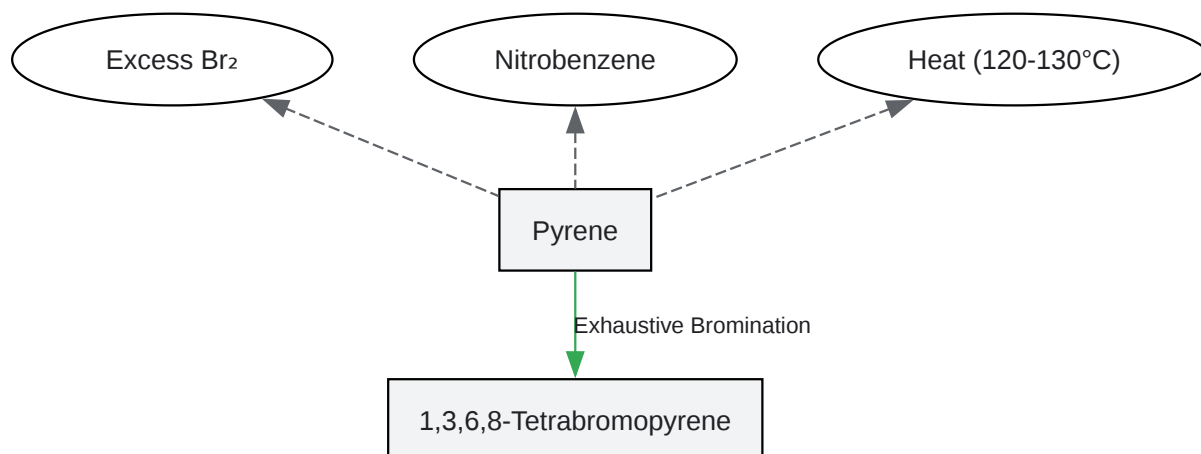 Excess Br₂
Nitrobenzene
Heat (120-130°C)
Pyrene
Exhaustive Bromination
1,3,6,8-Tetrabromopyrene